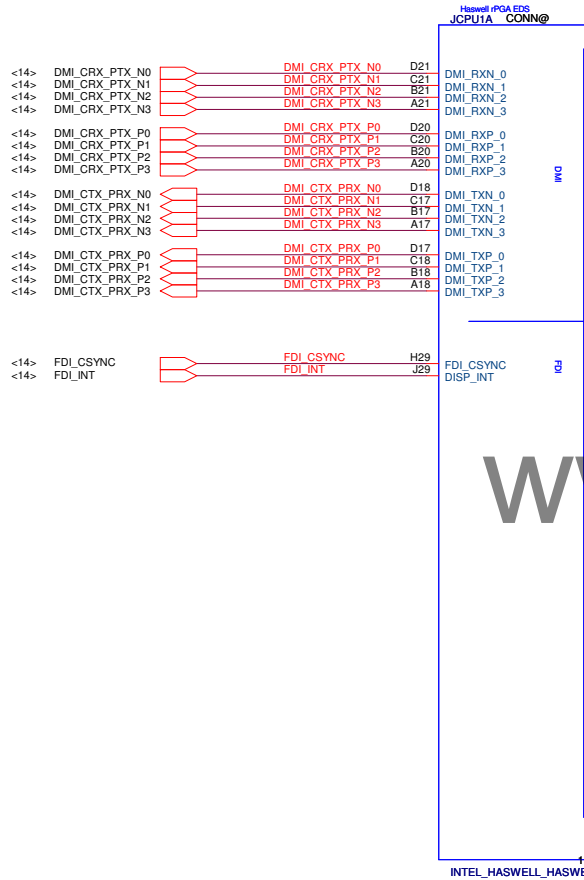 Haswell rPGA EDS
JCPU1A CONN@
<14> DMI_CRX_PTX_N0 DMI_CRX_PTX_N0 D21 DMI_RXN_0
<14> DMI_CRX_PTX_N1 DMI_CRX_PTX_N1 C21 DMI_RXN_1
<14> DMI_CRX_PTX_N2 DMI_CRX_PTX_N2 B21 DMI_RXN_2
<14> DMI_CRX_PTX_N3 DMI_CRX_PTX_N3 A21 DMI_RXN_3
<14> DMI_CRX_PTX_P0 DMI_CRX_PTX_P0 D20 DMI_RXP_0
<14> DMI_CRX_PTX_P1 DMI_CRX_PTX_P1 C20 DMI_RXP_1
<14> DMI_CRX_PTX_P2 DMI_CRX_PTX_P2 B20 DMI_RXP_2
<14> DMI_CRX_PTX_P3 DMI_CRX_PTX_P3 A20 DMI_RXP_3
DMI
<14> DMI_CTX_PRX_N0 DMI_CTX_PRX_N0 D18 DMI_TXN_0
<14> DMI_CTX_PRX_N1 DMI_CTX_PRX_N1 C17 DMI_TXN_1
<14> DMI_CTX_PRX_N2 DMI_CTX_PRX_N2 B17 DMI_TXN_2
<14> DMI_CTX_PRX_N3 DMI_CTX_PRX_N3 A17 DMI_TXN_3
<14> DMI_CTX_PRX_P0 DMI_CTX_PRX_P0 D17 DMI_TXP_0
<14> DMI_CTX_PRX_P1 DMI_CTX_PRX_P1 C18 DMI_TXP_1
<14> DMI_CTX_PRX_P2 DMI_CTX_PRX_P2 B18 DMI_TXP_2
<14> DMI_CTX_PRX_P3 DMI_CTX_PRX_P3 A18 DMI_TXP_3
<14> FDI_CSYNC FDI_CSYNC H29 FDI_CSYNC
<14> FDI_INT FDI_INT J29 DISP_INT
FDI
INTEL_HASWELL_HASWE